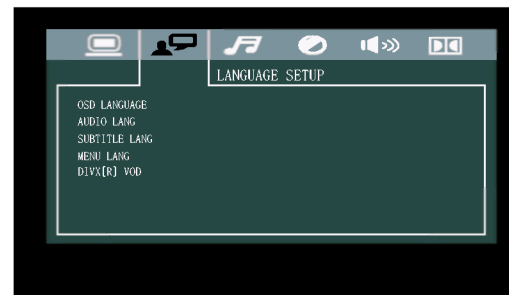 LANGUAGE SETUP
OSD LANGUAGE
AUDIO LANG
SUBTITLE LANG
MENU LANG
DIVX[R] VOD